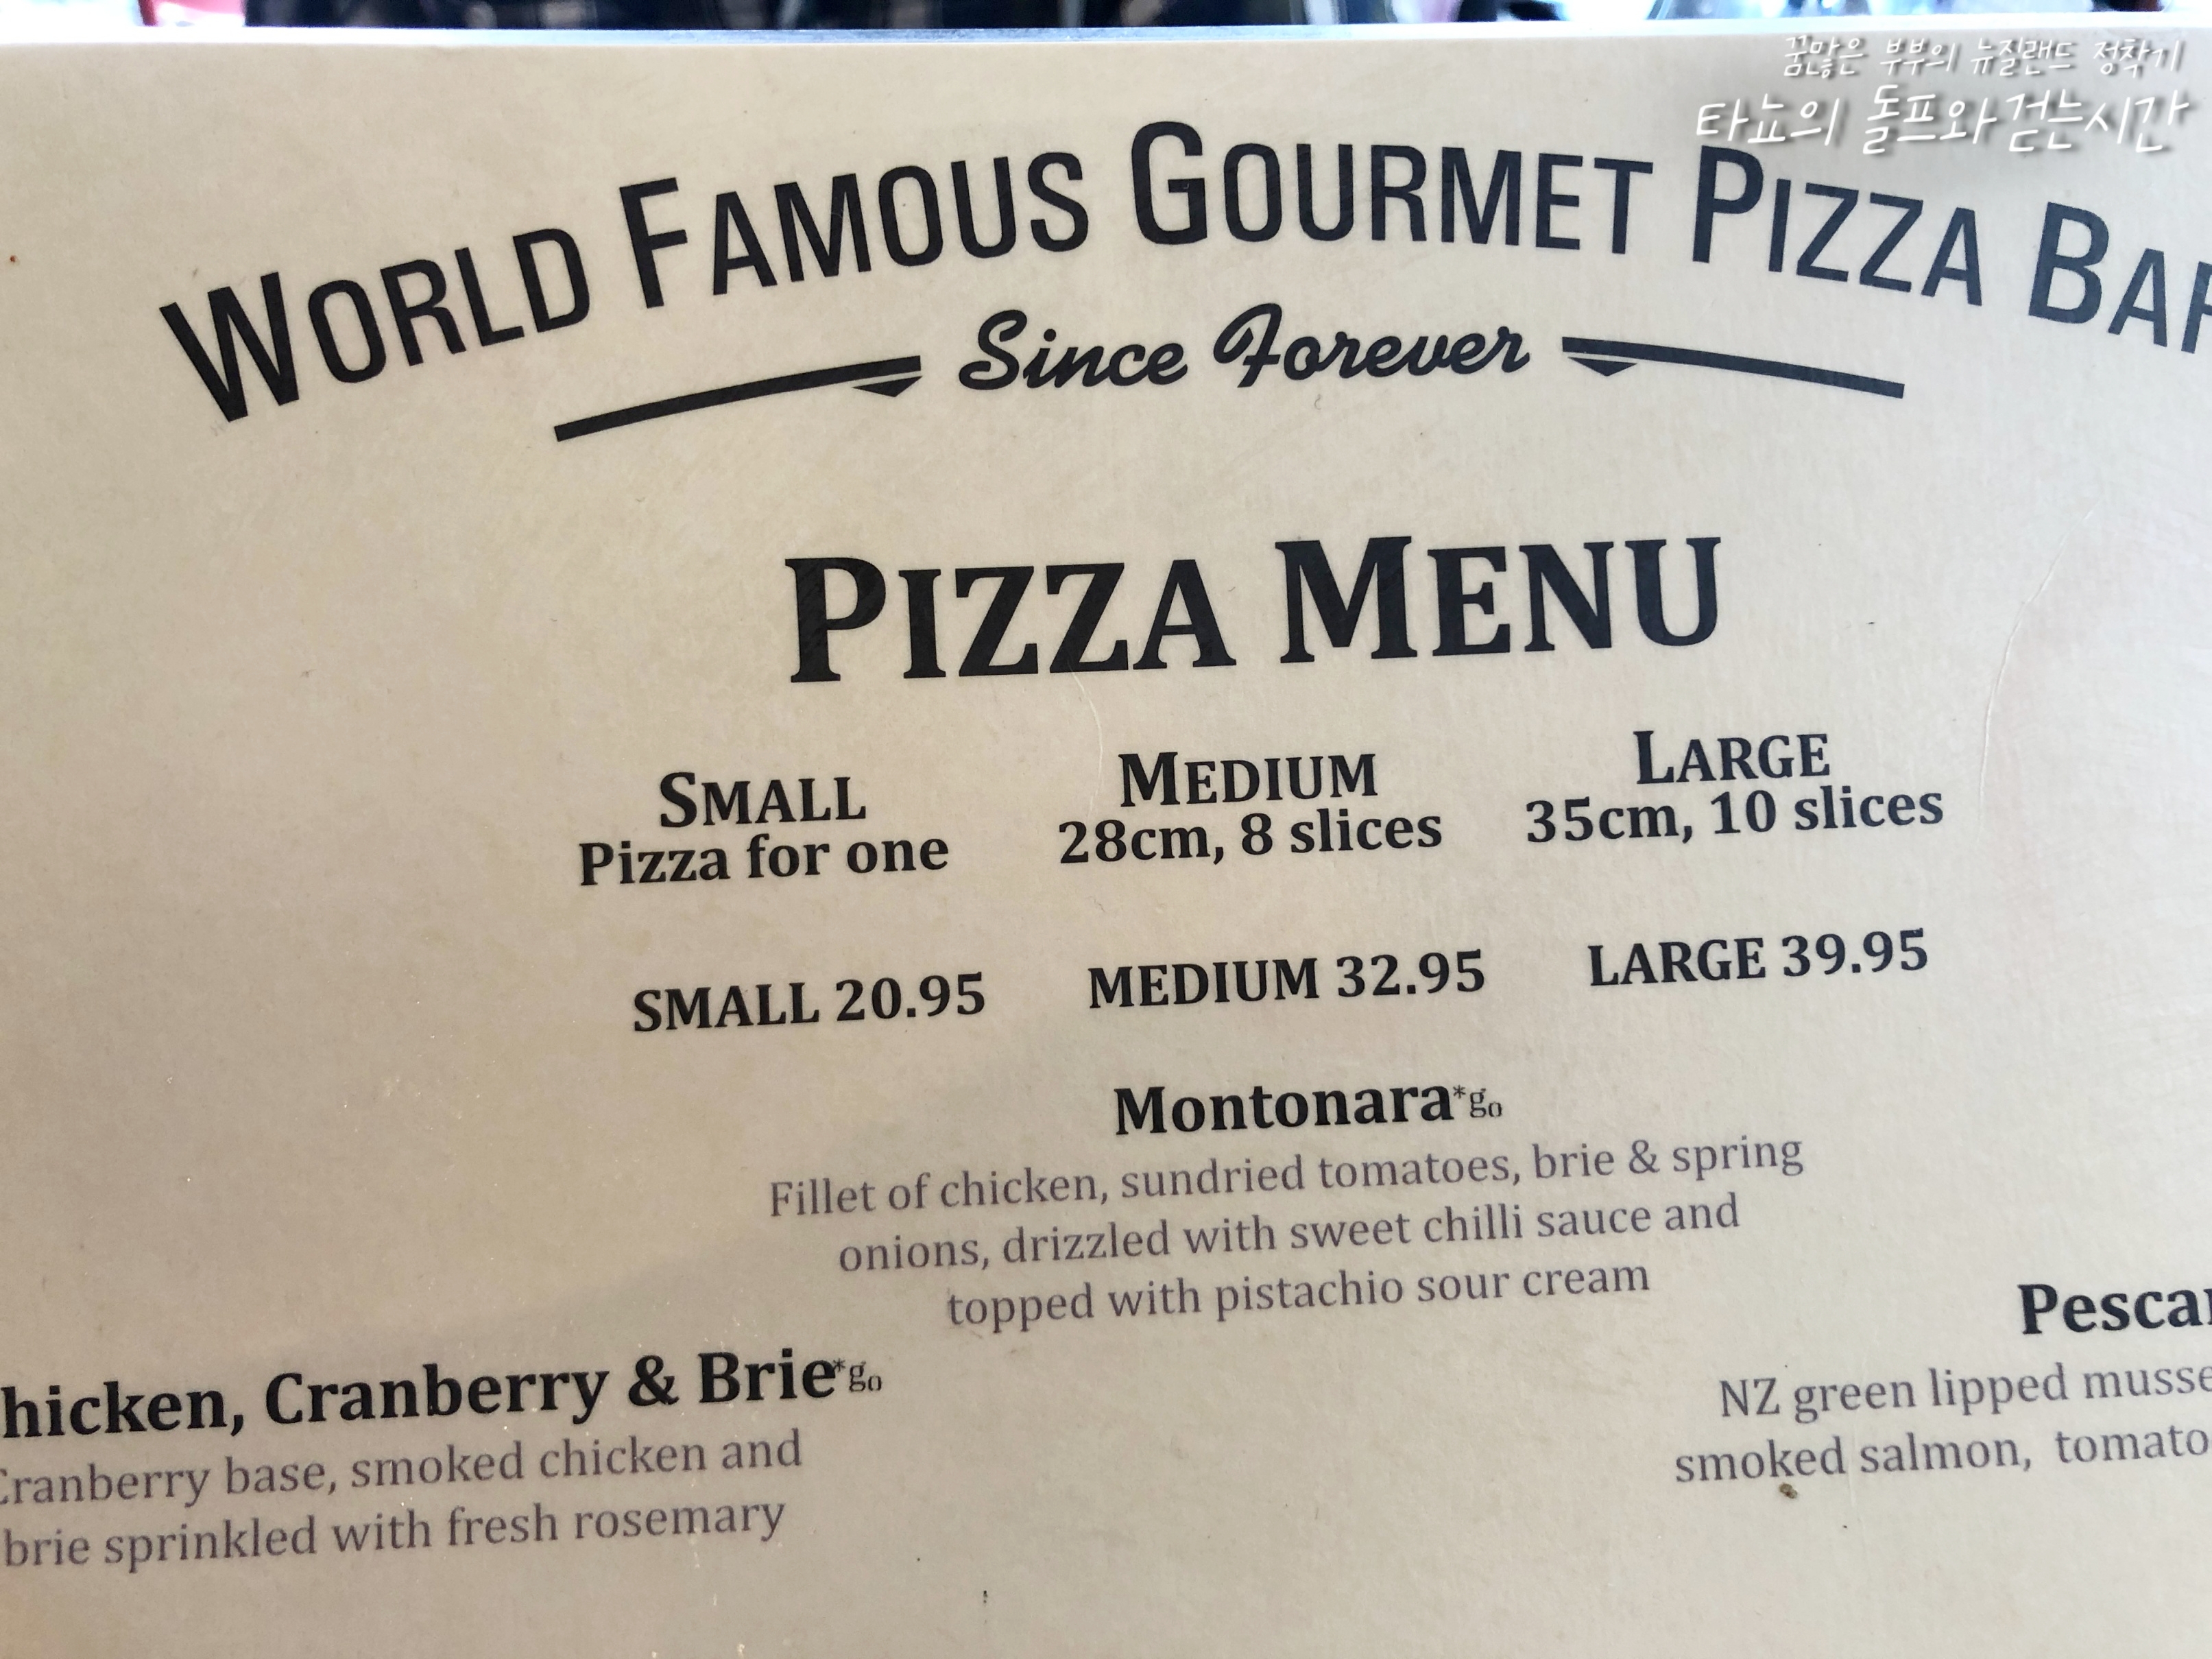 꿈많은 부부의 뉴질랜드 정착기
타뇨의 돌프와 걷는시간
WORLD FAMOUS GOURMET PIZZA BAR
Since Forever
PIZZA MENU
SMALL
Pizza for one
MEDIUM
28cm, 8 slices
LARGE
35cm, 10 slices
SMALL 20.95
MEDIUM 32.95
LARGE 39.95
Montonara*go
Fillet of chicken, sundried tomatoes, brie & spring
onions, drizzled with sweet chilli sauce and
topped with pistachio sour cream
hicken, Cranberry & Brie*go
Cranberry base, smoked chicken and
brie sprinkled with fresh rosemary
Pesca
NZ green lipped musse
smoked salmon, tomato